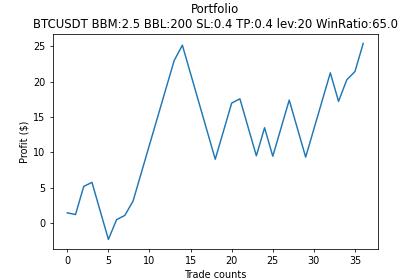 Portfolio
BTCUSDT BBM:2.5 BBL:200 SL:0.4 TP:0.4 lev:20 WinRatio:65.0
25
20
15
10
5
0
Profit ($)
0 5 10 15 20 25 30 35
Trade counts